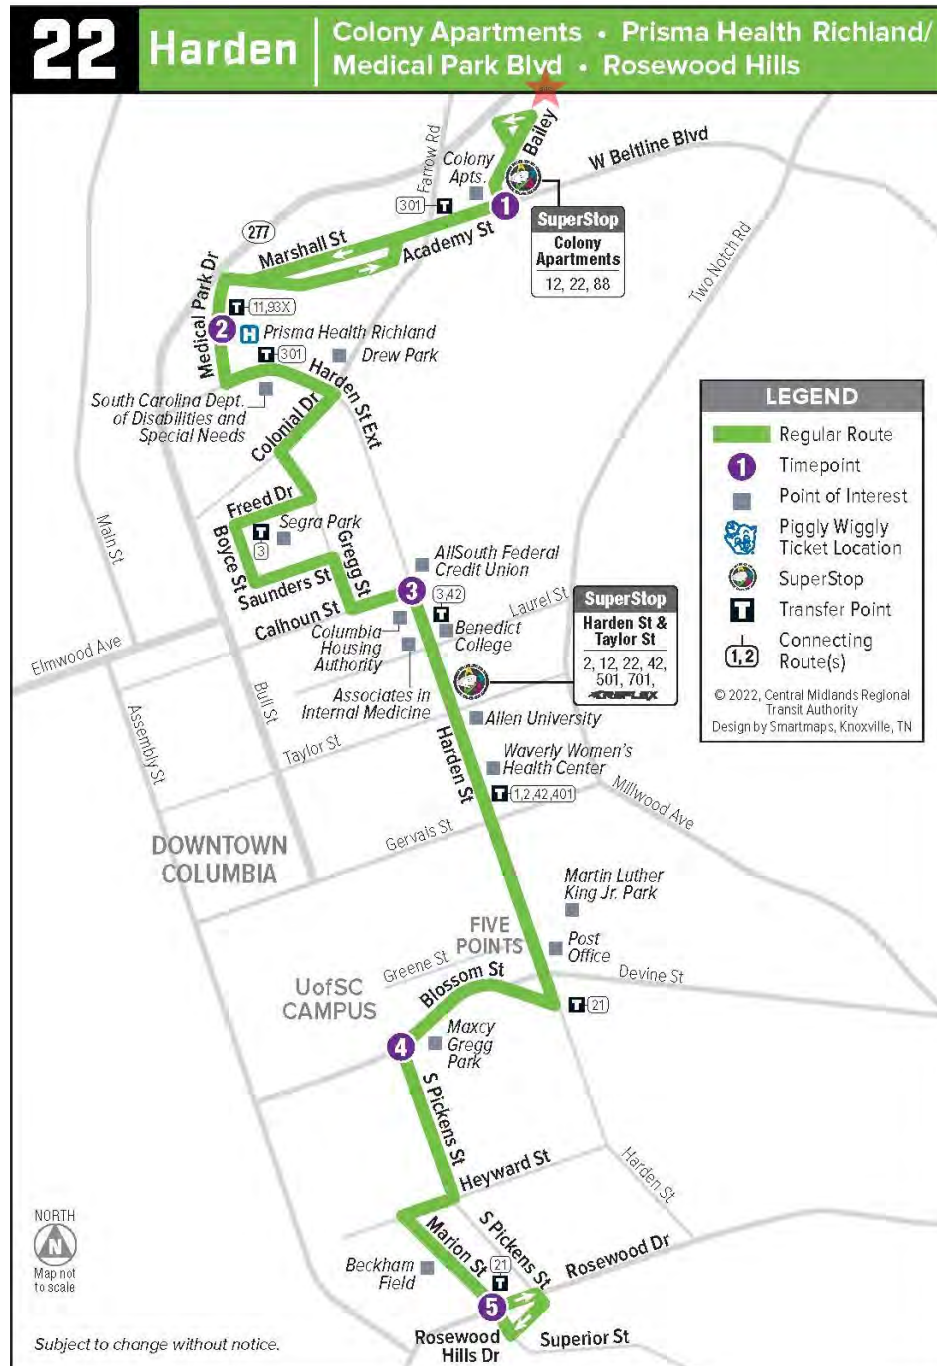 22
Harden
Colony Apartments • Prisma Health Richland/
Medical Park Blvd • Rosewood Hills
Bailey
W Beltline Blvd
Farrow Rd
Colony
Apts.
301
T
1
SuperStop
Colony
Apartments
12, 22, 88
277
Marshall St
Academy St
Two Notch Rd
Medical Park Dr
T
11,93X
2
H
Prisma Health Richland
T
301
Drew Park
Harden St Ext
South Carolina Dept.
of Disabilities and
Special Needs
Colonial Dr
LEGEND
Regular Route
1
Timepoint
Point of Interest
Piggly Wiggly
Ticket Location
SuperStop
T
Transfer Point
1,2
Connecting
Route(s)
© 2022, Central Midlands Regional
Transit Authority
Design by Smartmaps, Knoxville, TN
Main St
Freed Dr
Segra Park
T
3
Boyce St
Gregg St
Saunders St
AllSouth Federal
Credit Union
3
3,42
T
Laurel St
Calhoun St
Columbia
Housing
Authority
Benedict
College
SuperStop
Harden St &
Taylor St
2, 12, 22, 42,
501, 701,
Elmwood Ave
Bull St
Associates in
Internal Medicine
Assembly St
Taylor St
Allen University
Harden St
Waverly Women's
Health Center
T
1,2,42,401
Millwood Ave
Gervais St
DOWNTOWN
COLUMBIA
Martin Luther
King Jr. Park
FIVE
POINTS
Post
Office
Greene St
Blossom St
Devine St
UofSC
CAMPUS
T
21
4
Maxcy
Gregg
Park
S Pickens St
Heyward St
Harden St
NORTH
N
Map not
to scale
Marion St
S Pickens St
Rosewood Dr
Beckham
Field
21
T
5
Rosewood
Hills Dr
Superior St
Subject to change without notice.